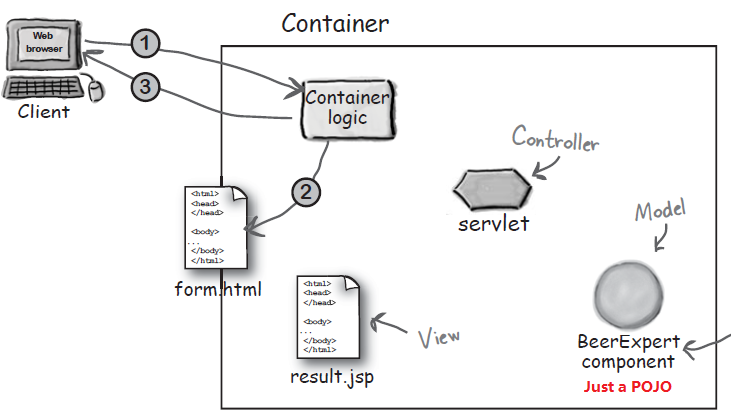 Container
Web
browser
1
3
Client
Container
logic
2
Controller
servlet
<html>
<head>
</head>
<body>
...
</body>
</html>
form.html
Model
<html>
<head>
</head>
<body>
...
</body>
</html>
result.jsp
View
BeerExpert
component
Just a POJO